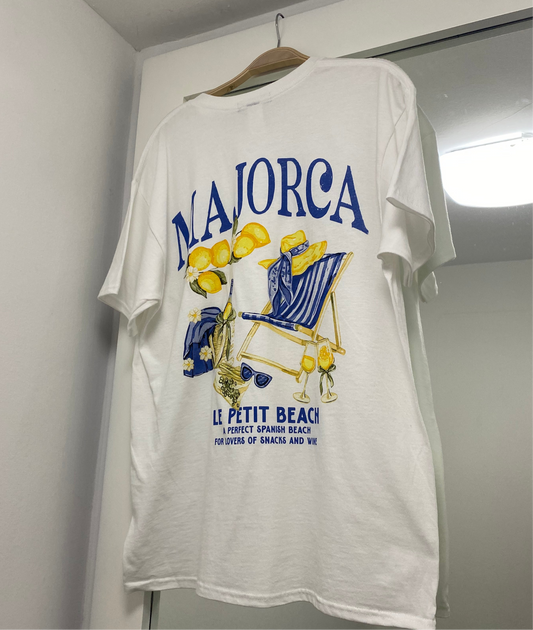 MAJORCA
LE PETIT BEACH
A PERFECT SPANISH BEACH
FOR LOVERS OF SNACKS AND WINE